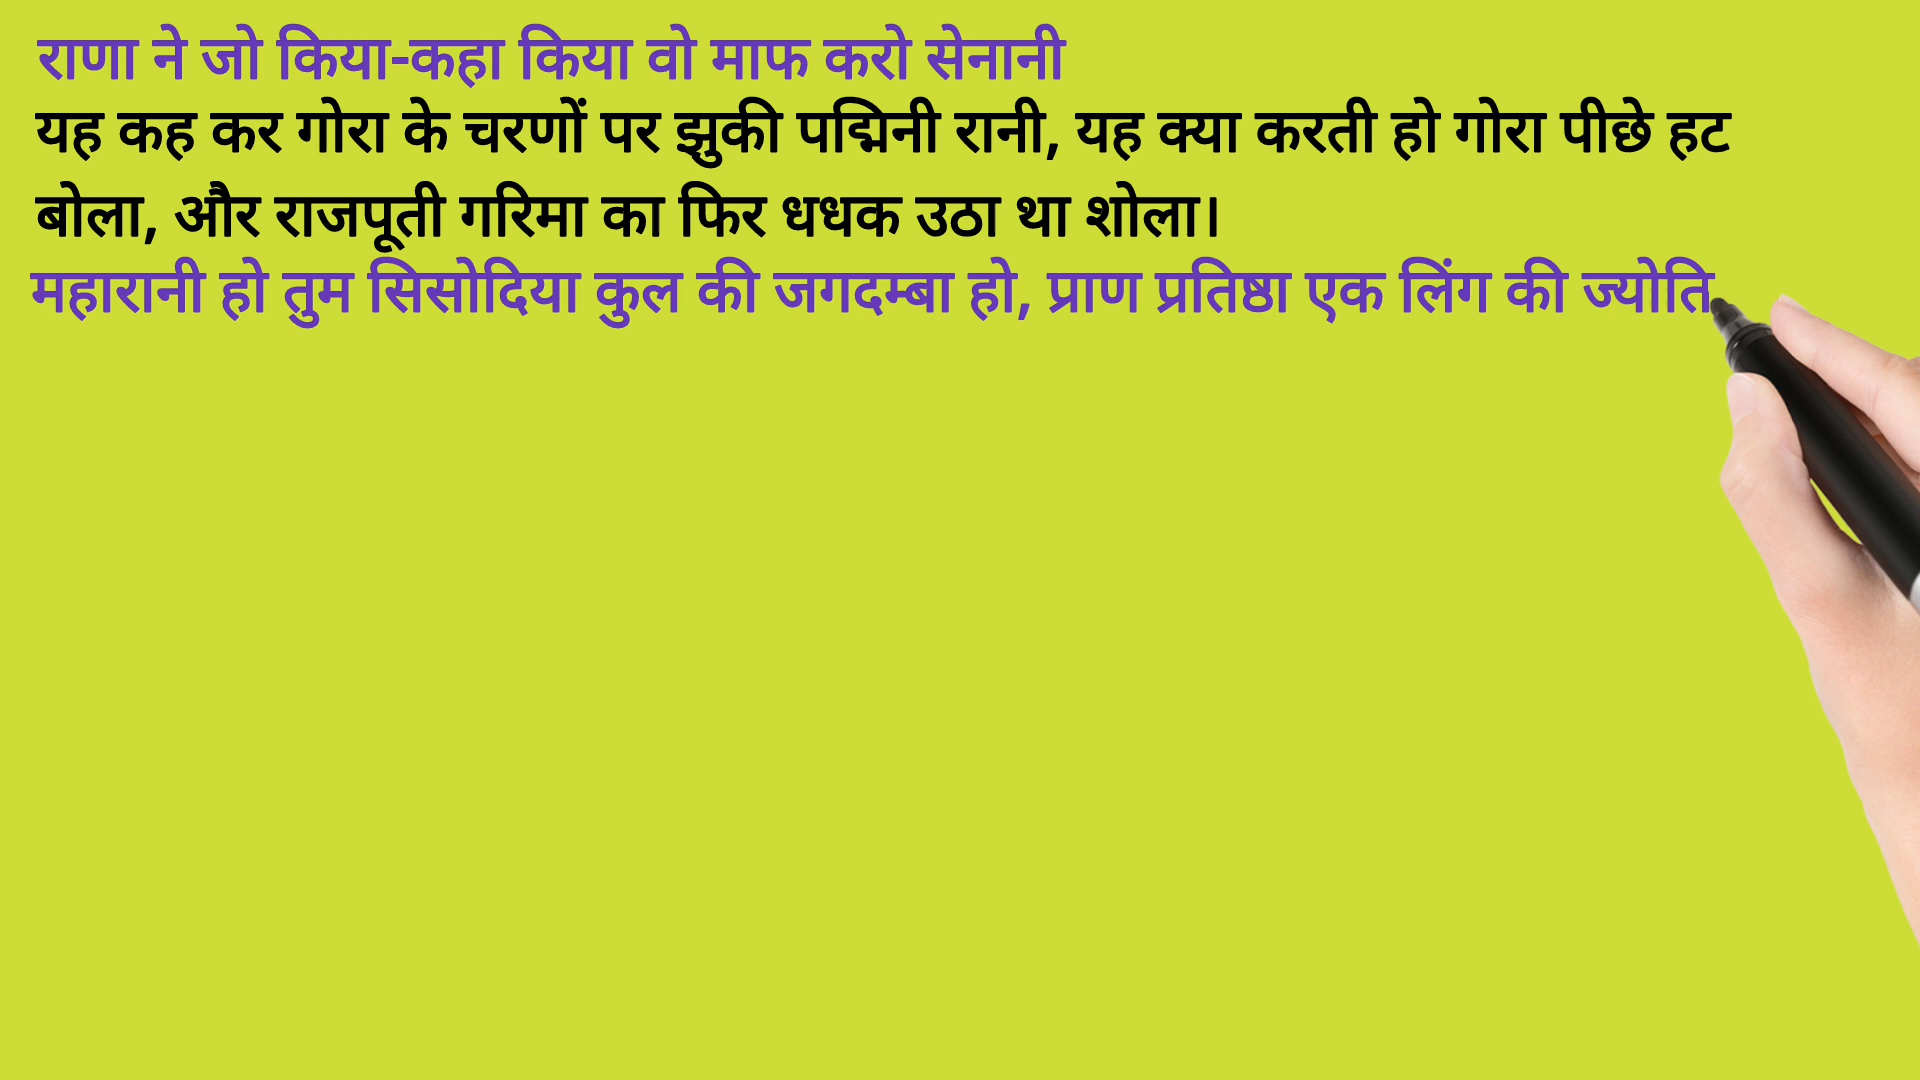 राणा ने जो किया-कहा किया वो माफ करो सेनानी
यह कह कर गोरा के चरणों पर झुकी पद्मिनी रानी, यह क्या करती हो गोरा पीछे हट
बोला, और राजपूती गरिमा का फिर धधक उठा था शोला।
महारानी हो तुम सिसोदिया कुल की जगदम्बा हो, प्राण प्रतिष्ठा एक लिंग की ज्योति